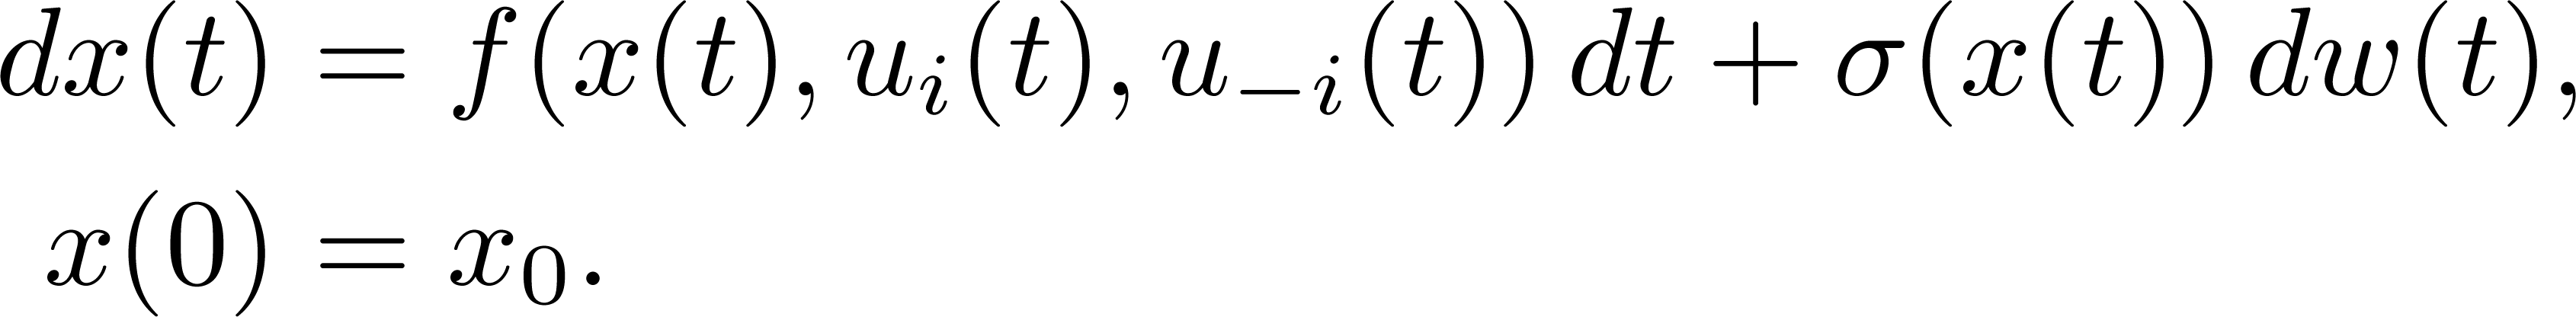 dx(t) = f(x(t), u_i(t), u_{-i}(t)) dt + σ(x(t)) dw(t),
x(0) = x_0.